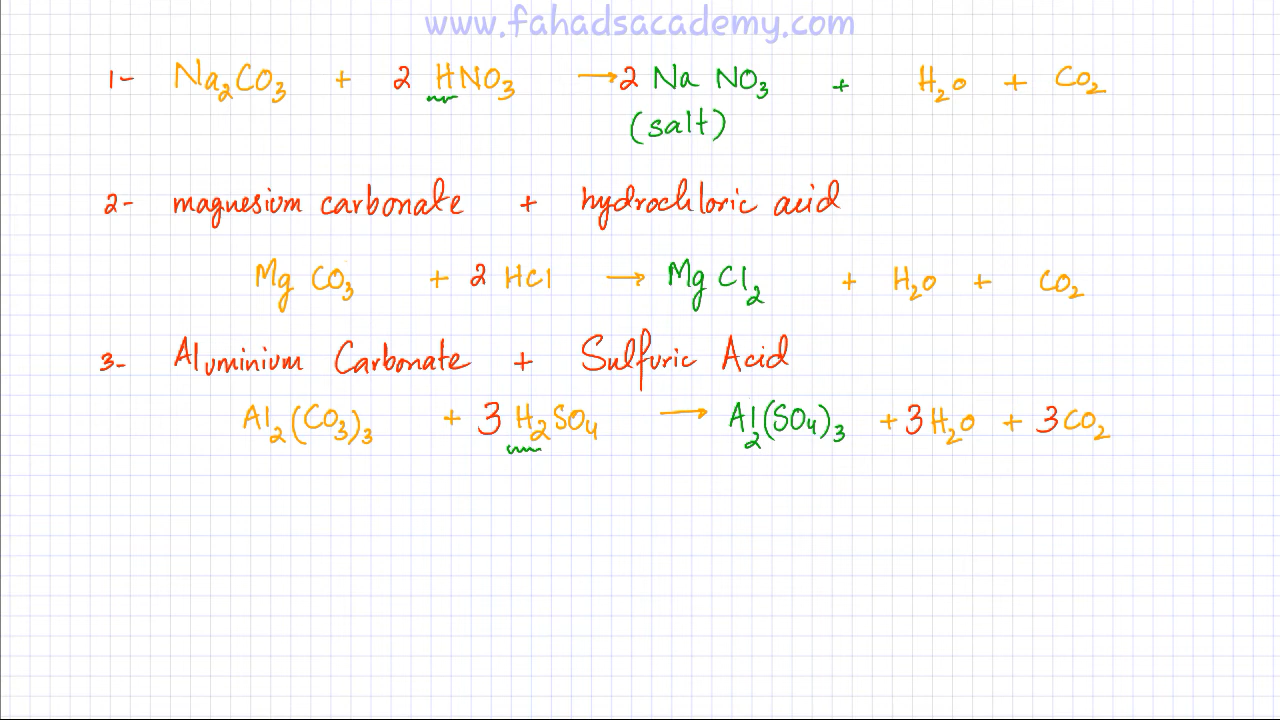 www.fahadsacademy.com
1- Na₂CO₃ + 2 HNO₃ → 2 Na NO₃ + H₂O + CO₂
(salt)
2- magnesium carbonate + hydrochloric acid
Mg CO₃ + 2 HCl → Mg Cl₂ + H₂O + CO₂
3- Aluminium Carbonate + Sulfuric Acid
Al₂(CO₃)₃ + 3 H₂SO₄ → Al₂(SO₄)₃ + 3H₂O + 3CO₂